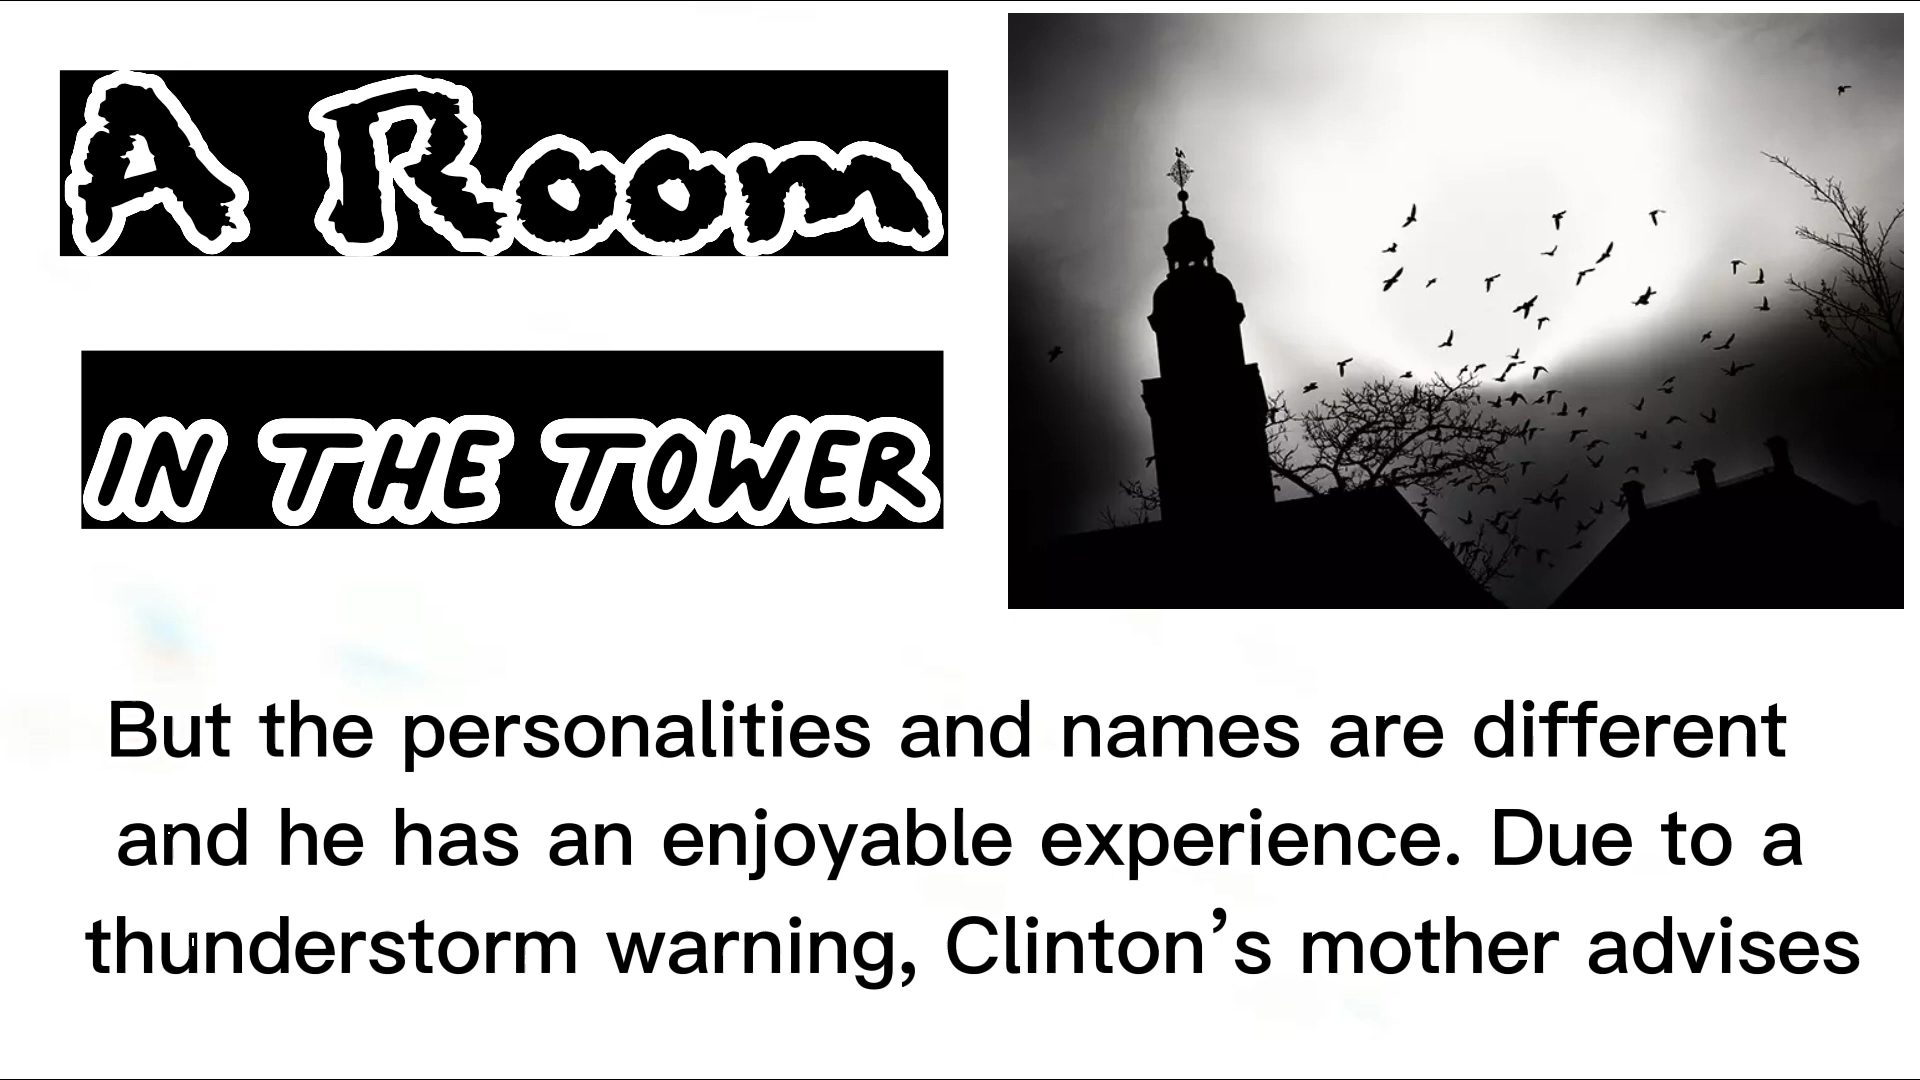 A Room
IN THE TOWER
But the personalities and names are different
and he has an enjoyable experience. Due to a
thunderstorm warning, Clinton’s mother advises